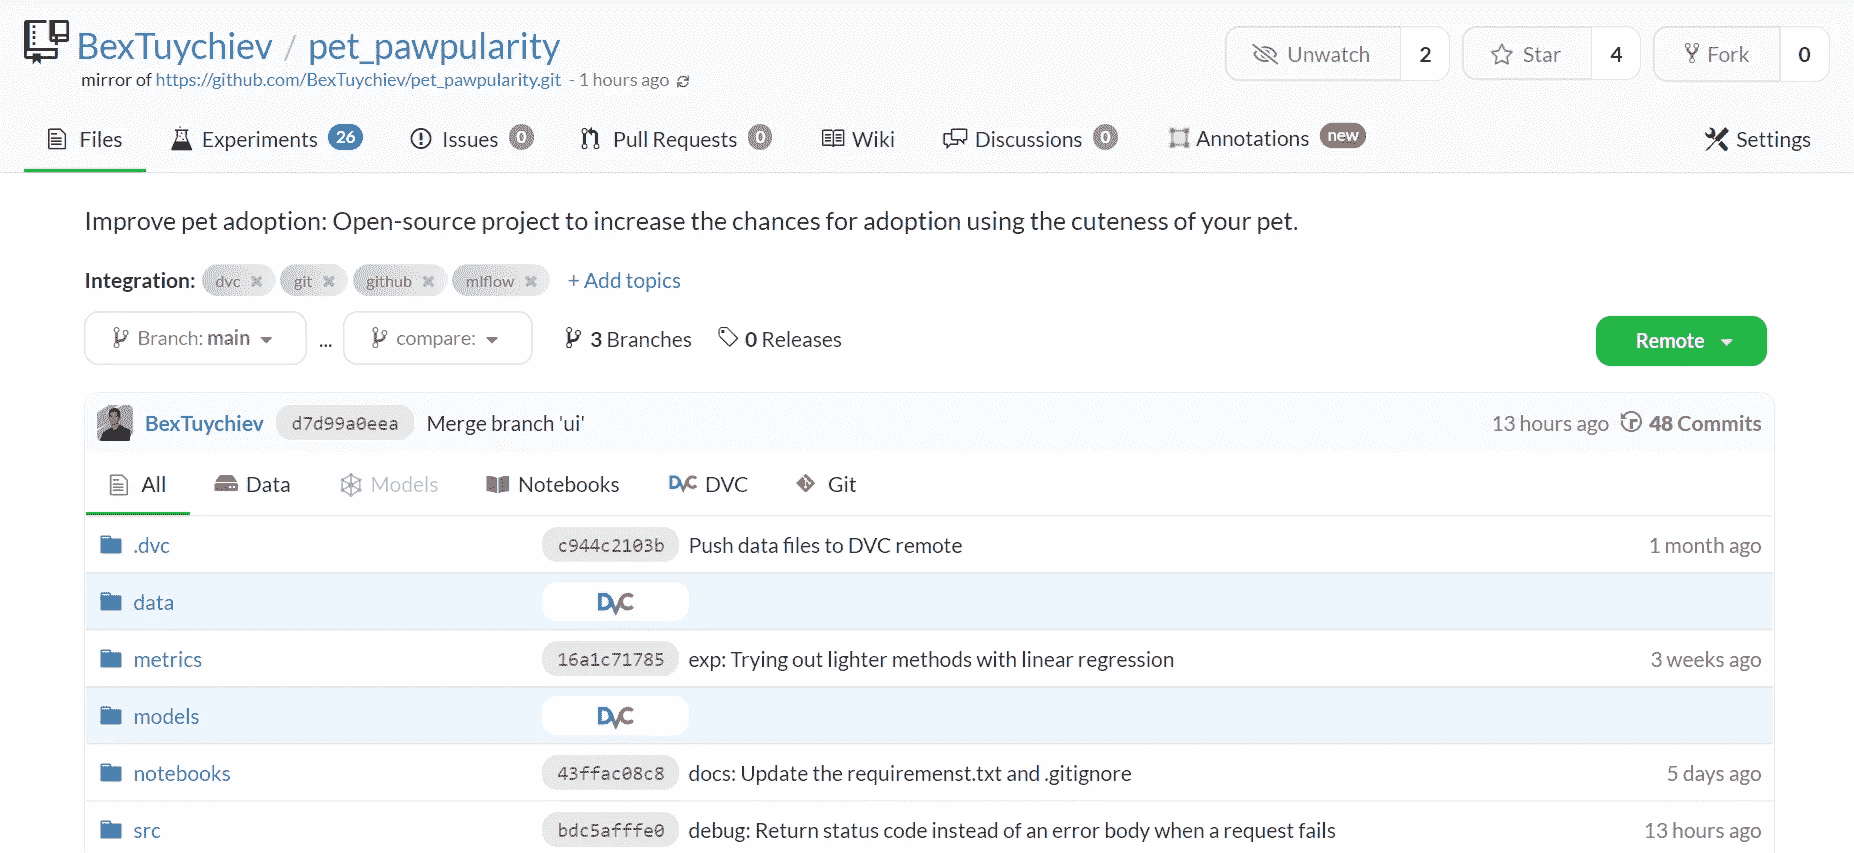 BexTuychiev / pet_pawpularity
Unwatch 2 Star 4 Fork 0
mirror of https://github.com/BexTuychiev/pet_pawpularity.git - 1 hours ago
Files Experiments 26 Issues 0 Pull Requests 0 Wiki Discussions 0 Annotations new Settings
Improve pet adoption: Open-source project to increase the chances for adoption using the cuteness of your pet.
Integration: dvc × git × github × mlflow × + Add topics
Branch: main ... compare: 3 Branches 0 Releases Remote
BexTuychiev d7d99a0eea Merge branch 'ui' 13 hours ago 48 Commits
All Data Models Notebooks DVC DVC Git
.dvc c944c2103b Push data files to DVC remote 1 month ago
data DVC
metrics 16a1c71785 exp: Trying out lighter methods with linear regression 3 weeks ago
models DVC
notebooks 43ffac08c8 docs: Update the requiremenst.txt and .gitignore 5 days ago
src bdc5afffe0 debug: Return status code instead of an error body when a request fails 13 hours ago